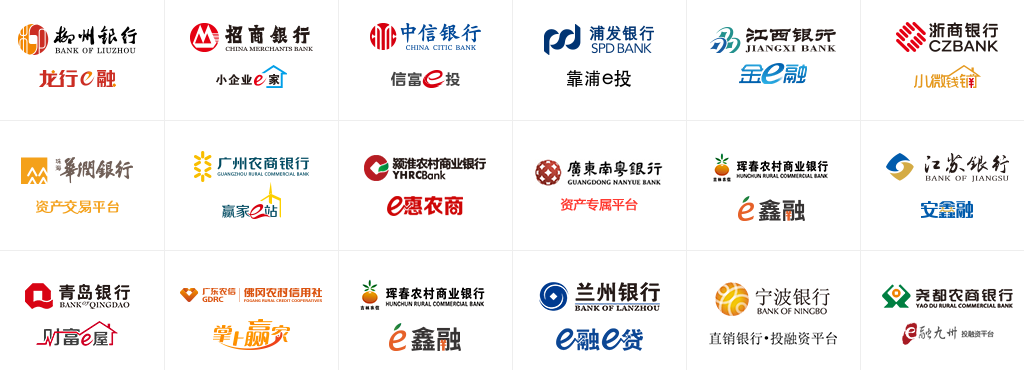 柳州银行
BANK OF LIUZHOU
龙行e融
招商银行
CHINA MERCHANTS BANK
小企业e家
中信银行
CHINA CITIC BANK
信富e投
浦发银行
SPD BANK
靠浦e投
江西银行
JIANGXI BANK
金e融
浙商银行
CZBANK
小微钱铺
珠海華潤銀行
资产交易平台
广州农商银行
GUANGZHOU RURAL COMMERCIAL BANK
赢家e站
颍淮农村商业银行
YHRCBank
e惠农商
廣東南粤銀行
GUANGDONG NANYUE BANK
资产专属平台
吉林珲春
珲春农村商业银行
HUNCHUN RURAL COMMERCIAL BANK
e鑫融
江苏银行
BANK OF JIANGSU
安鑫融
青岛银行
BANK OF QINGDAO
财富e屋
广东农信
GDRC
佛冈农村信用社
FOGANG RURAL CREDIT COOPERATIVES
掌上赢家
吉林珲春
珲春农村商业银行
HUNCHUN RURAL COMMERCIAL BANK
e鑫融
兰州银行
BANK OF LANZHOU
e融e贷
宁波银行
BANK OF NINGBO
直销银行·投融资平台
尧都农商银行
YAO DU RURAL COMMERCIAL BANK
e融九州 投融资平台